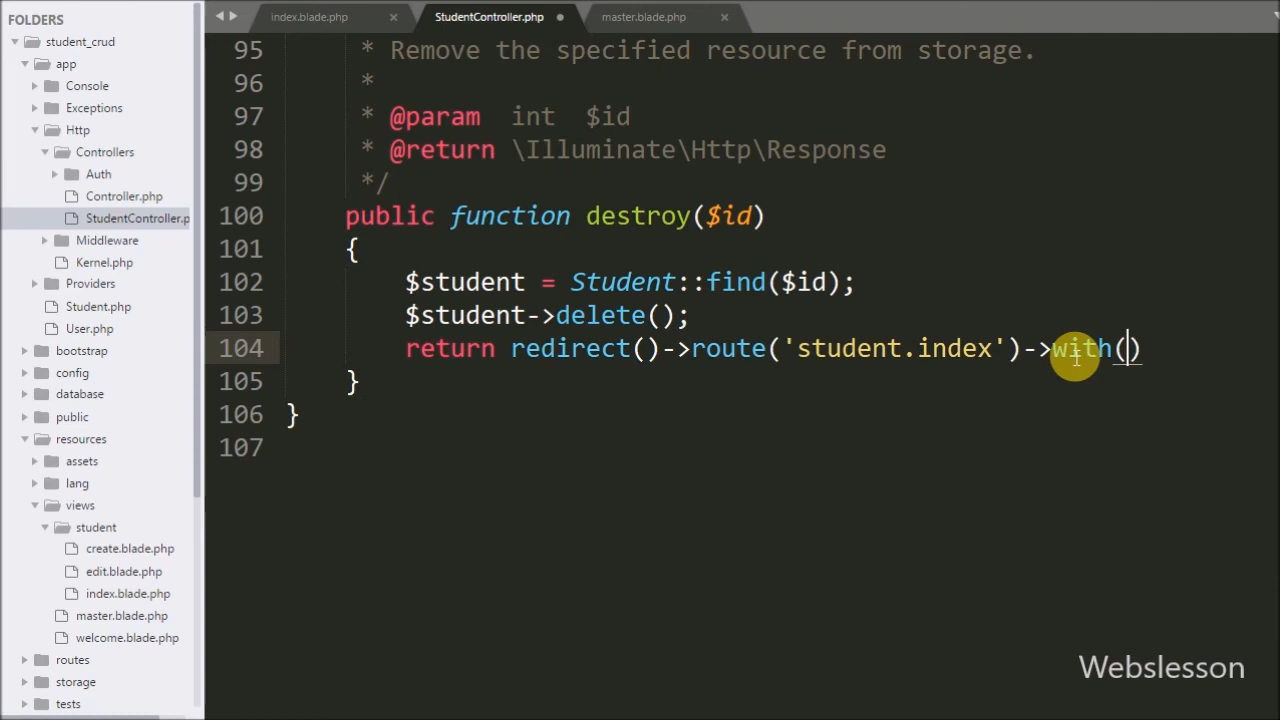 FOLDERS
student_crud
app
Console
Exceptions
Http
Controllers
Auth
Controller.php
StudentController.p
Middleware
Kernel.php
Providers
Student.php
User.php
bootstrap
config
database
public
resources
assets
lang
views
student
create.blade.php
edit.blade.php
index.blade.php
master.blade.php
welcome.blade.php
routes
storage
tests
index.blade.php × StudentController.php master.blade.php ×
95 * Remove the specified resource from storage.
96 *
97 * @param  int  $id
98 * @return \Illuminate\Http\Response
99 */
100 public function destroy($id)
101 {
102 $student = Student::find($id);
103 $student->delete();
104 return redirect()->route('student.index')->with()
105 }
106 }
107
Webslesson